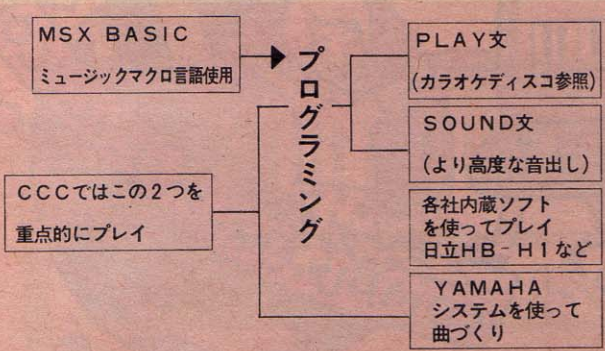 MSX BASIC
ミュージックマクロ言語使用
CCCではこの2つを
重点的にプレイ
プログラミング
PLAY文
(カラオケディスコ参照)
SOUND文
(より高度な音出し)
各社内蔵ソフト
を使ってプレイ
日立HB-H1など
YAMAHA
システムを使って
曲づくり